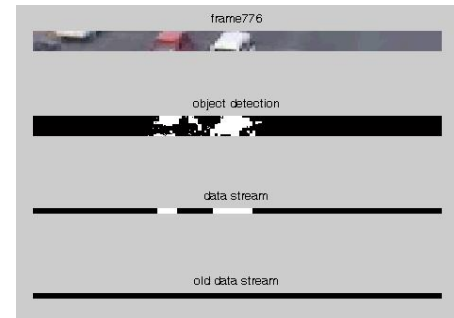 frame776
object detection
data stream
old data stream